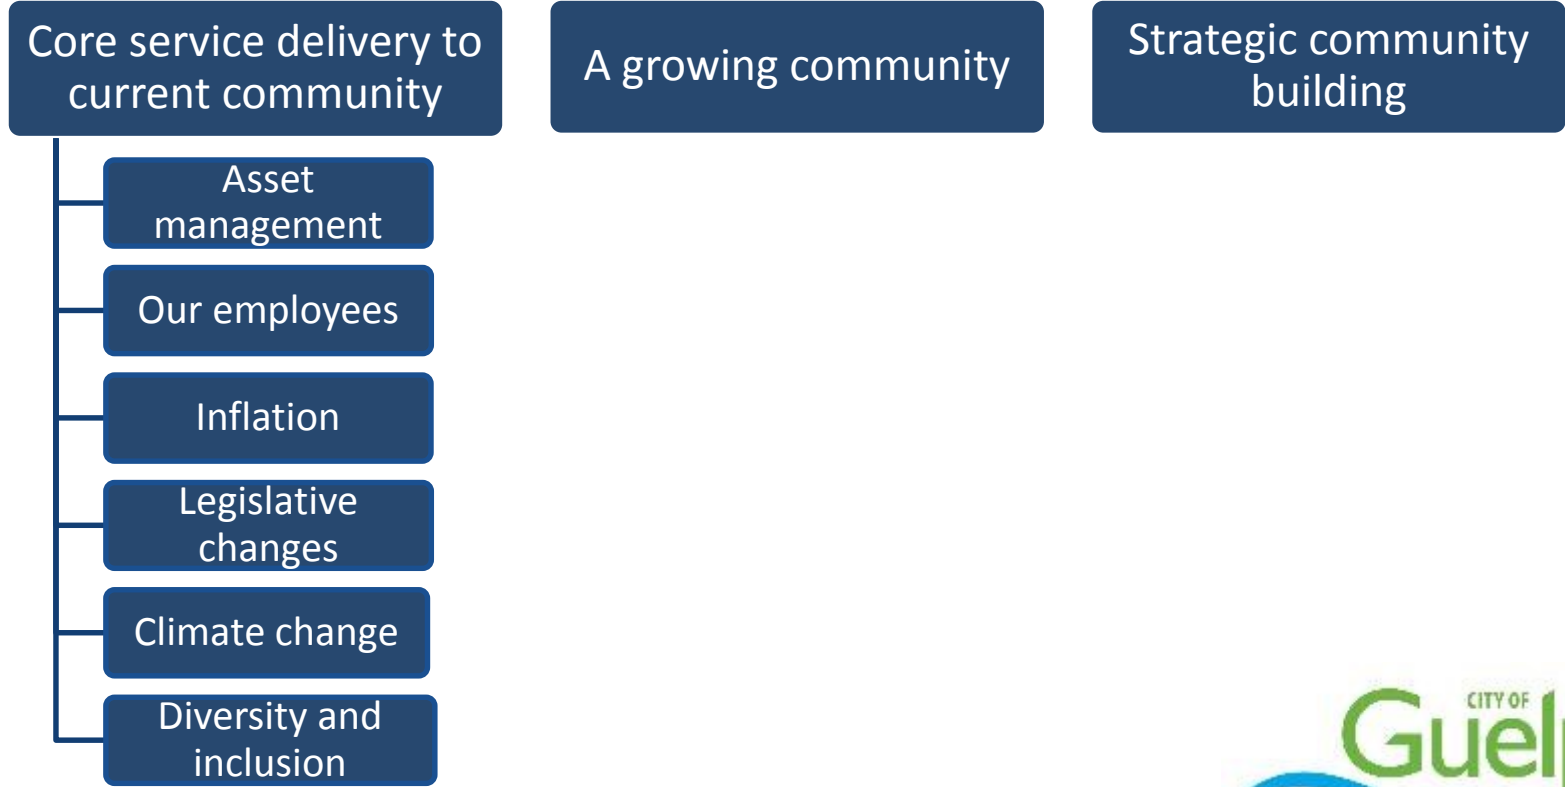 Core service delivery to
current community
A growing community
Strategic community
building
Asset
management
Our employees
Inflation
Legislative
changes
Climate change
Diversity and
inclusion
CITY OF